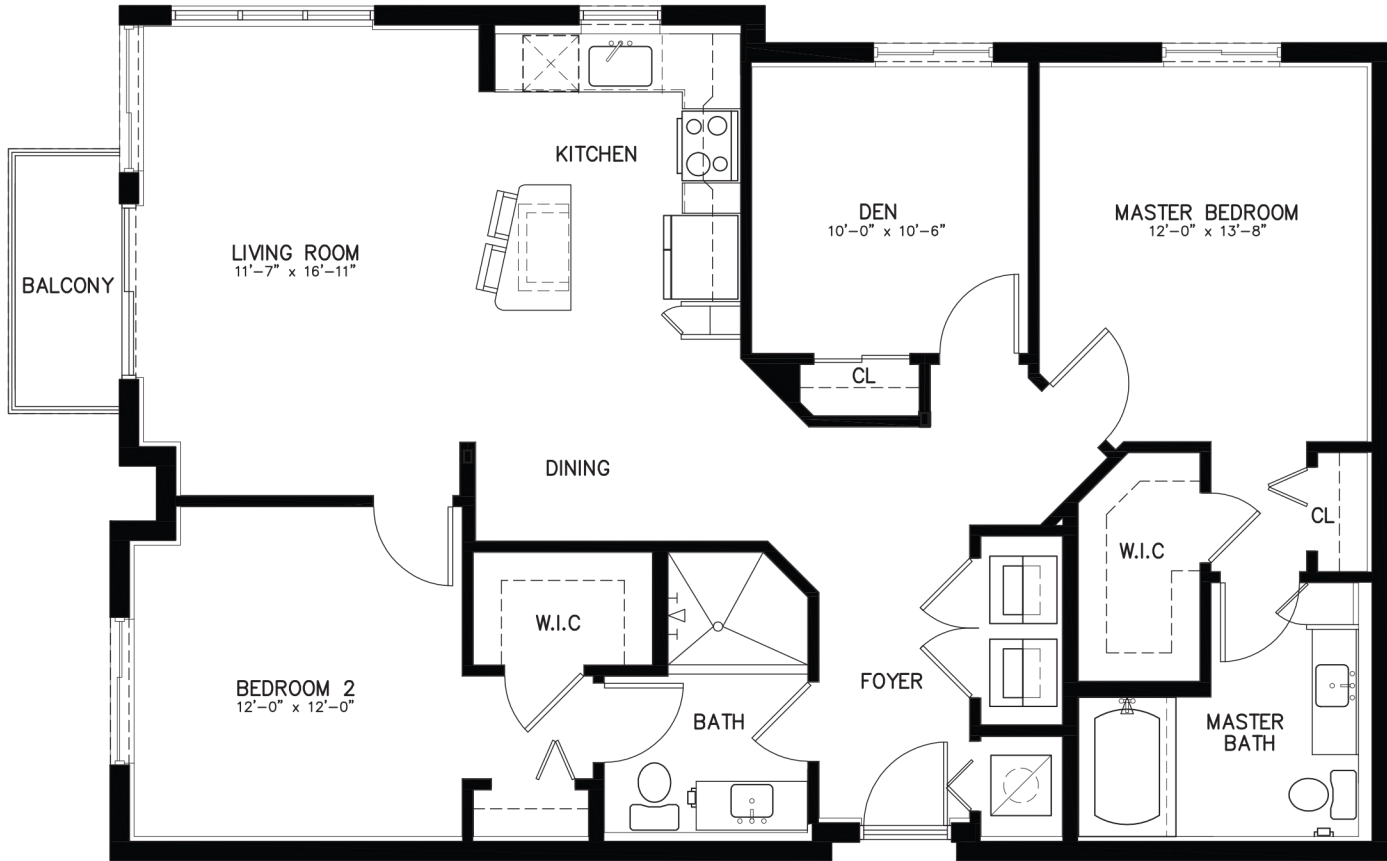 KITCHEN
DEN
10'-0" x 10'-6"
MASTER BEDROOM
12'-0" x 13'-8"
LIVING ROOM
11'-7" x 16'-11"
BALCONY
CL
DINING
CL
W.I.C
W.I.C
FOYER
BEDROOM 2
12'-0" x 12'-0"
BATH
MASTER
BATH